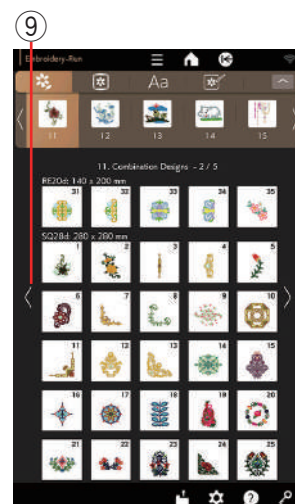 ⑨
Embroidery-Run
Aa
11 12 13 14 15
11. Combination Designs - 2 / 5
RE20d: 140 x 200 mm
31 32 33 34 35
SQ28d: 280 x 280 mm
1 2 3 4 5
6 7 8 9 10
11 12 13 14 15
16 17 18 19 20
21 22 23 24 25
?